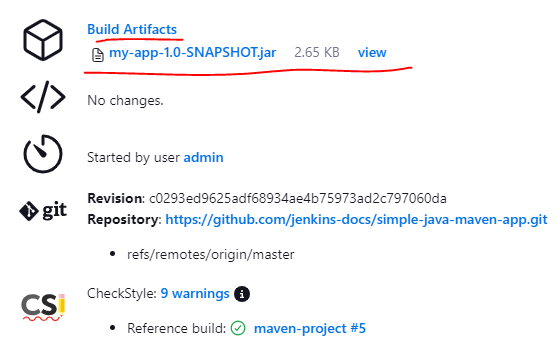 Build Artifacts
my-app-1.0-SNAPSHOT.jar 2.65 KB view
No changes.
Started by user admin
git
Revision: c0293ed9625adf68934ae4b75973ad2c797060da
Repository: https://github.com/jenkins-docs/simple-java-maven-app.git
• refs/remotes/origin/master
CSi
CheckStyle: 9 warnings
• Reference build: maven-project #5